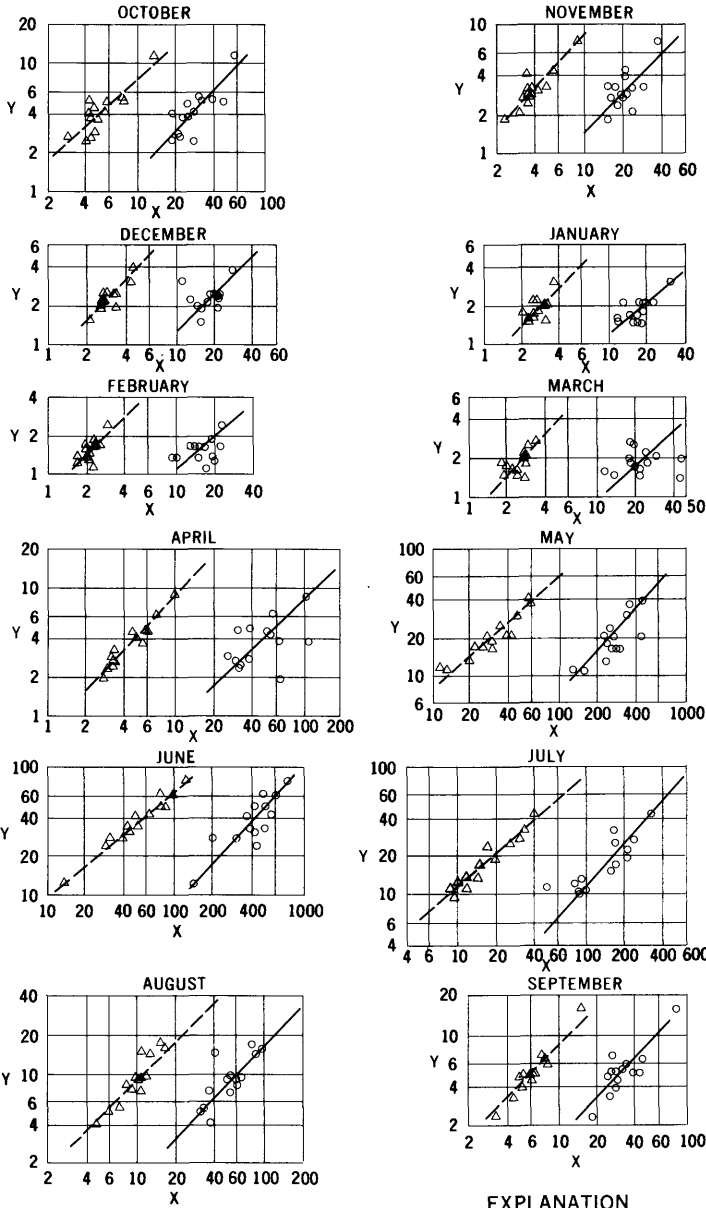 OCTOBER
20
10
6
Y
4
2
1
2 4 6 10 20 40 60 100
X
NOVEMBER
10
6
Y
4
2
1
2 4 6 10 20 40 60
X
DECEMBER
6
4
Y
2
1
1 2 4 6 10 20 40 60
X
JANUARY
6
4
Y
2
1
1 2 4 6 10 20 40
X
FEBRUARY
4
Y 2
1
1 2 4 6 10 20 40
X
MARCH
6
4
Y
2
1
1 2 4 6 10 20 40 50
X
APRIL
20
10
6
Y
4
2
1
1 2 4 6 10 20 40 60 100 200
X
MAY
100
60
40
Y
20
10
6
10 20 40 60 100 200 400 1000
X
JUNE
100
60
Y
40
20
10
10 20 40 60 100 200 400 1000
X
JULY
100
60
40
Y
20
10
6
4
4 6 10 20 40 60 100 200 400 600
X
AUGUST
40
20
10
Y
6
4
2
2 4 6 10 20 40 60 100 200
X
SEPTEMBER
20
10
Y
6
4
2
2 4 6 10 20 40 60 100
X
EXPLANATION